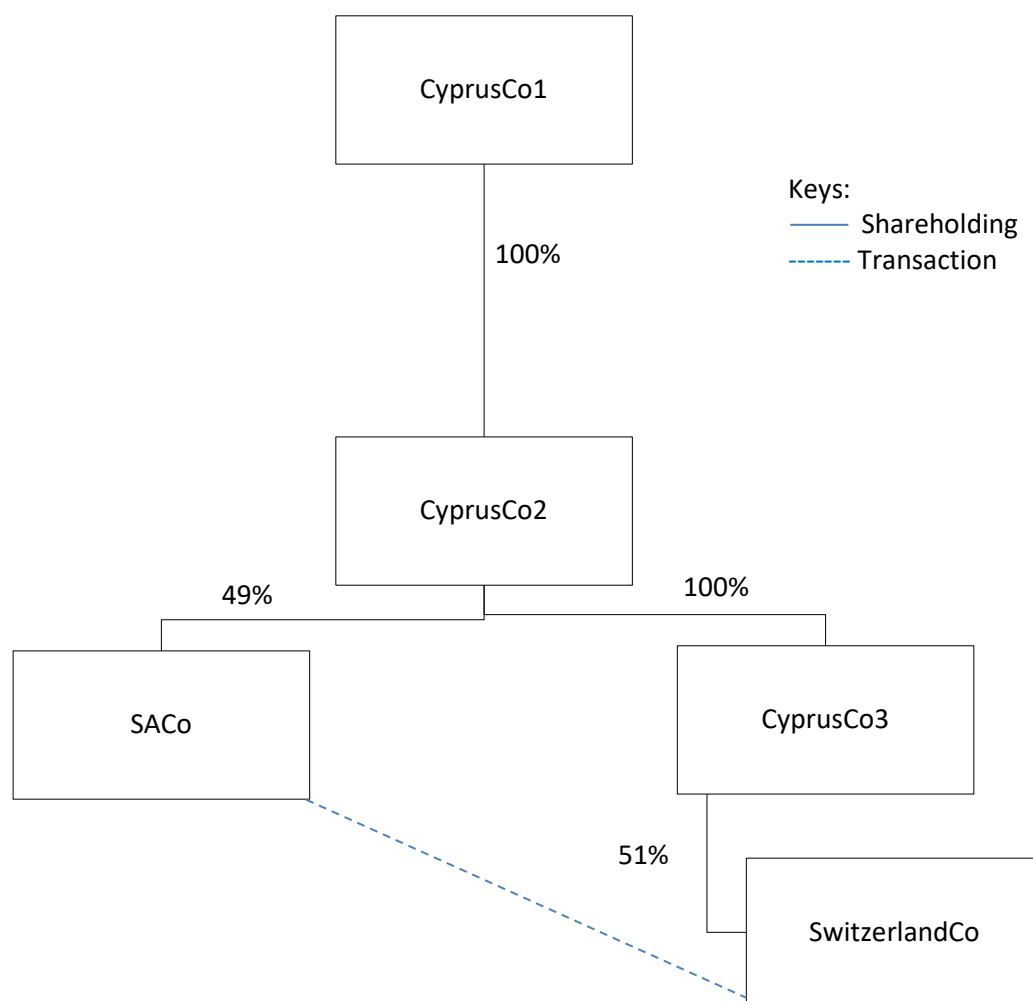 CyprusCo1
Keys:
Shareholding
100%
Transaction
CyprusCo2
49%
100%
SACo
CyprusCo3
51%
SwitzerlandCo